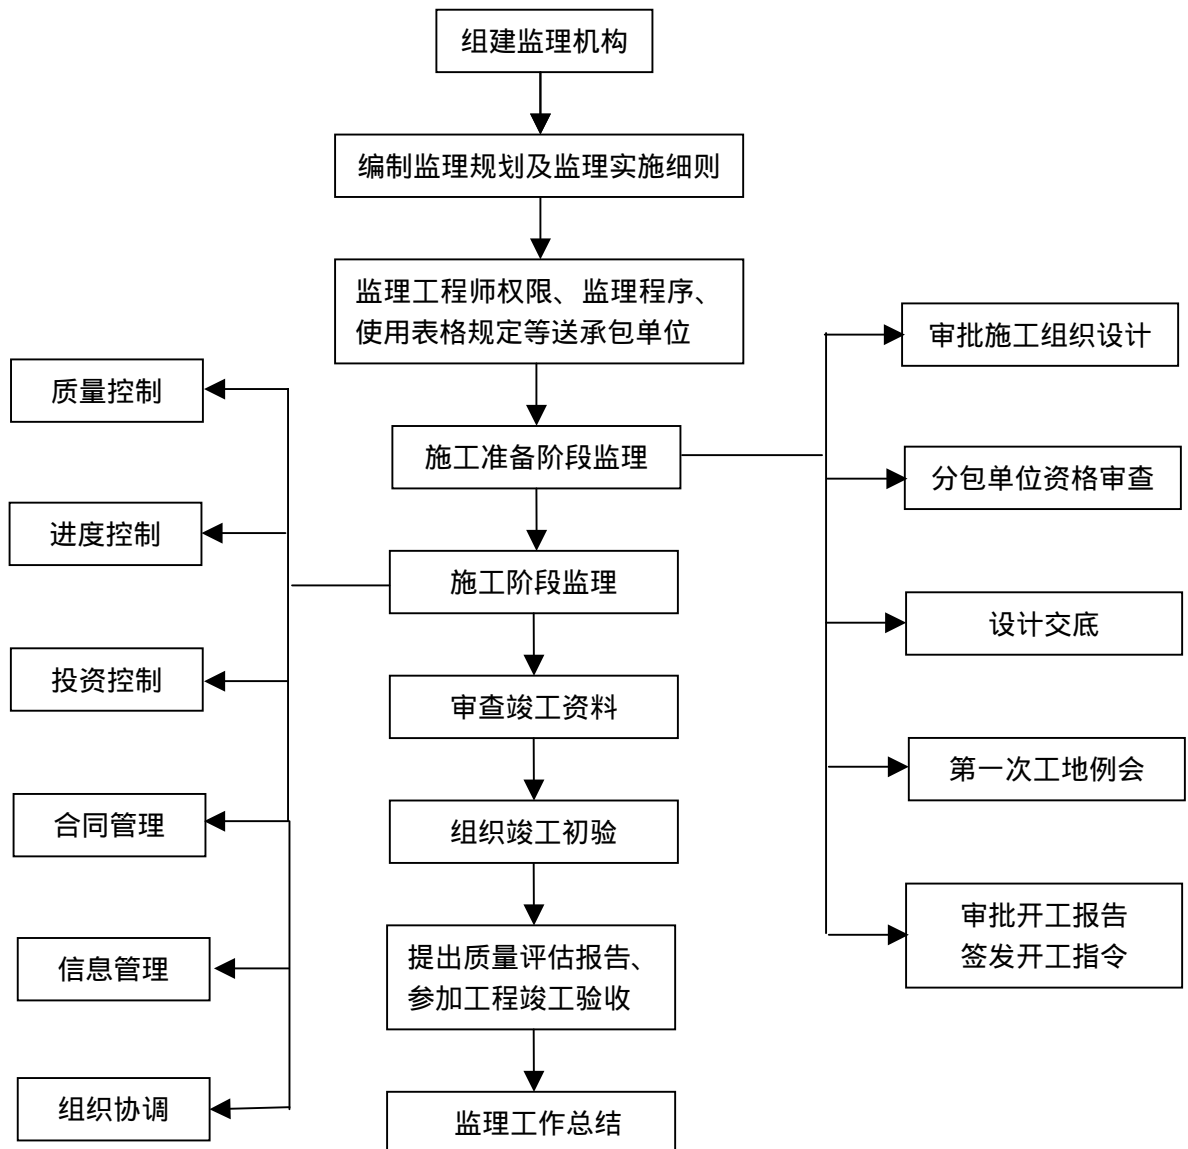 组建监理机构
编制监理规划及监理实施细则
监理工程师权限、监理程序、
使用表格规定等送承包单位
审批施工组织设计
质量控制
施工准备阶段监理
分包单位资格审查
进度控制
施工阶段监理
设计交底
投资控制
审查竣工资料
第一次工地例会
合同管理
组织竣工初验
审批开工报告
签发开工指令
信息管理
提出质量评估报告、
参加工程竣工验收
组织协调
监理工作总结